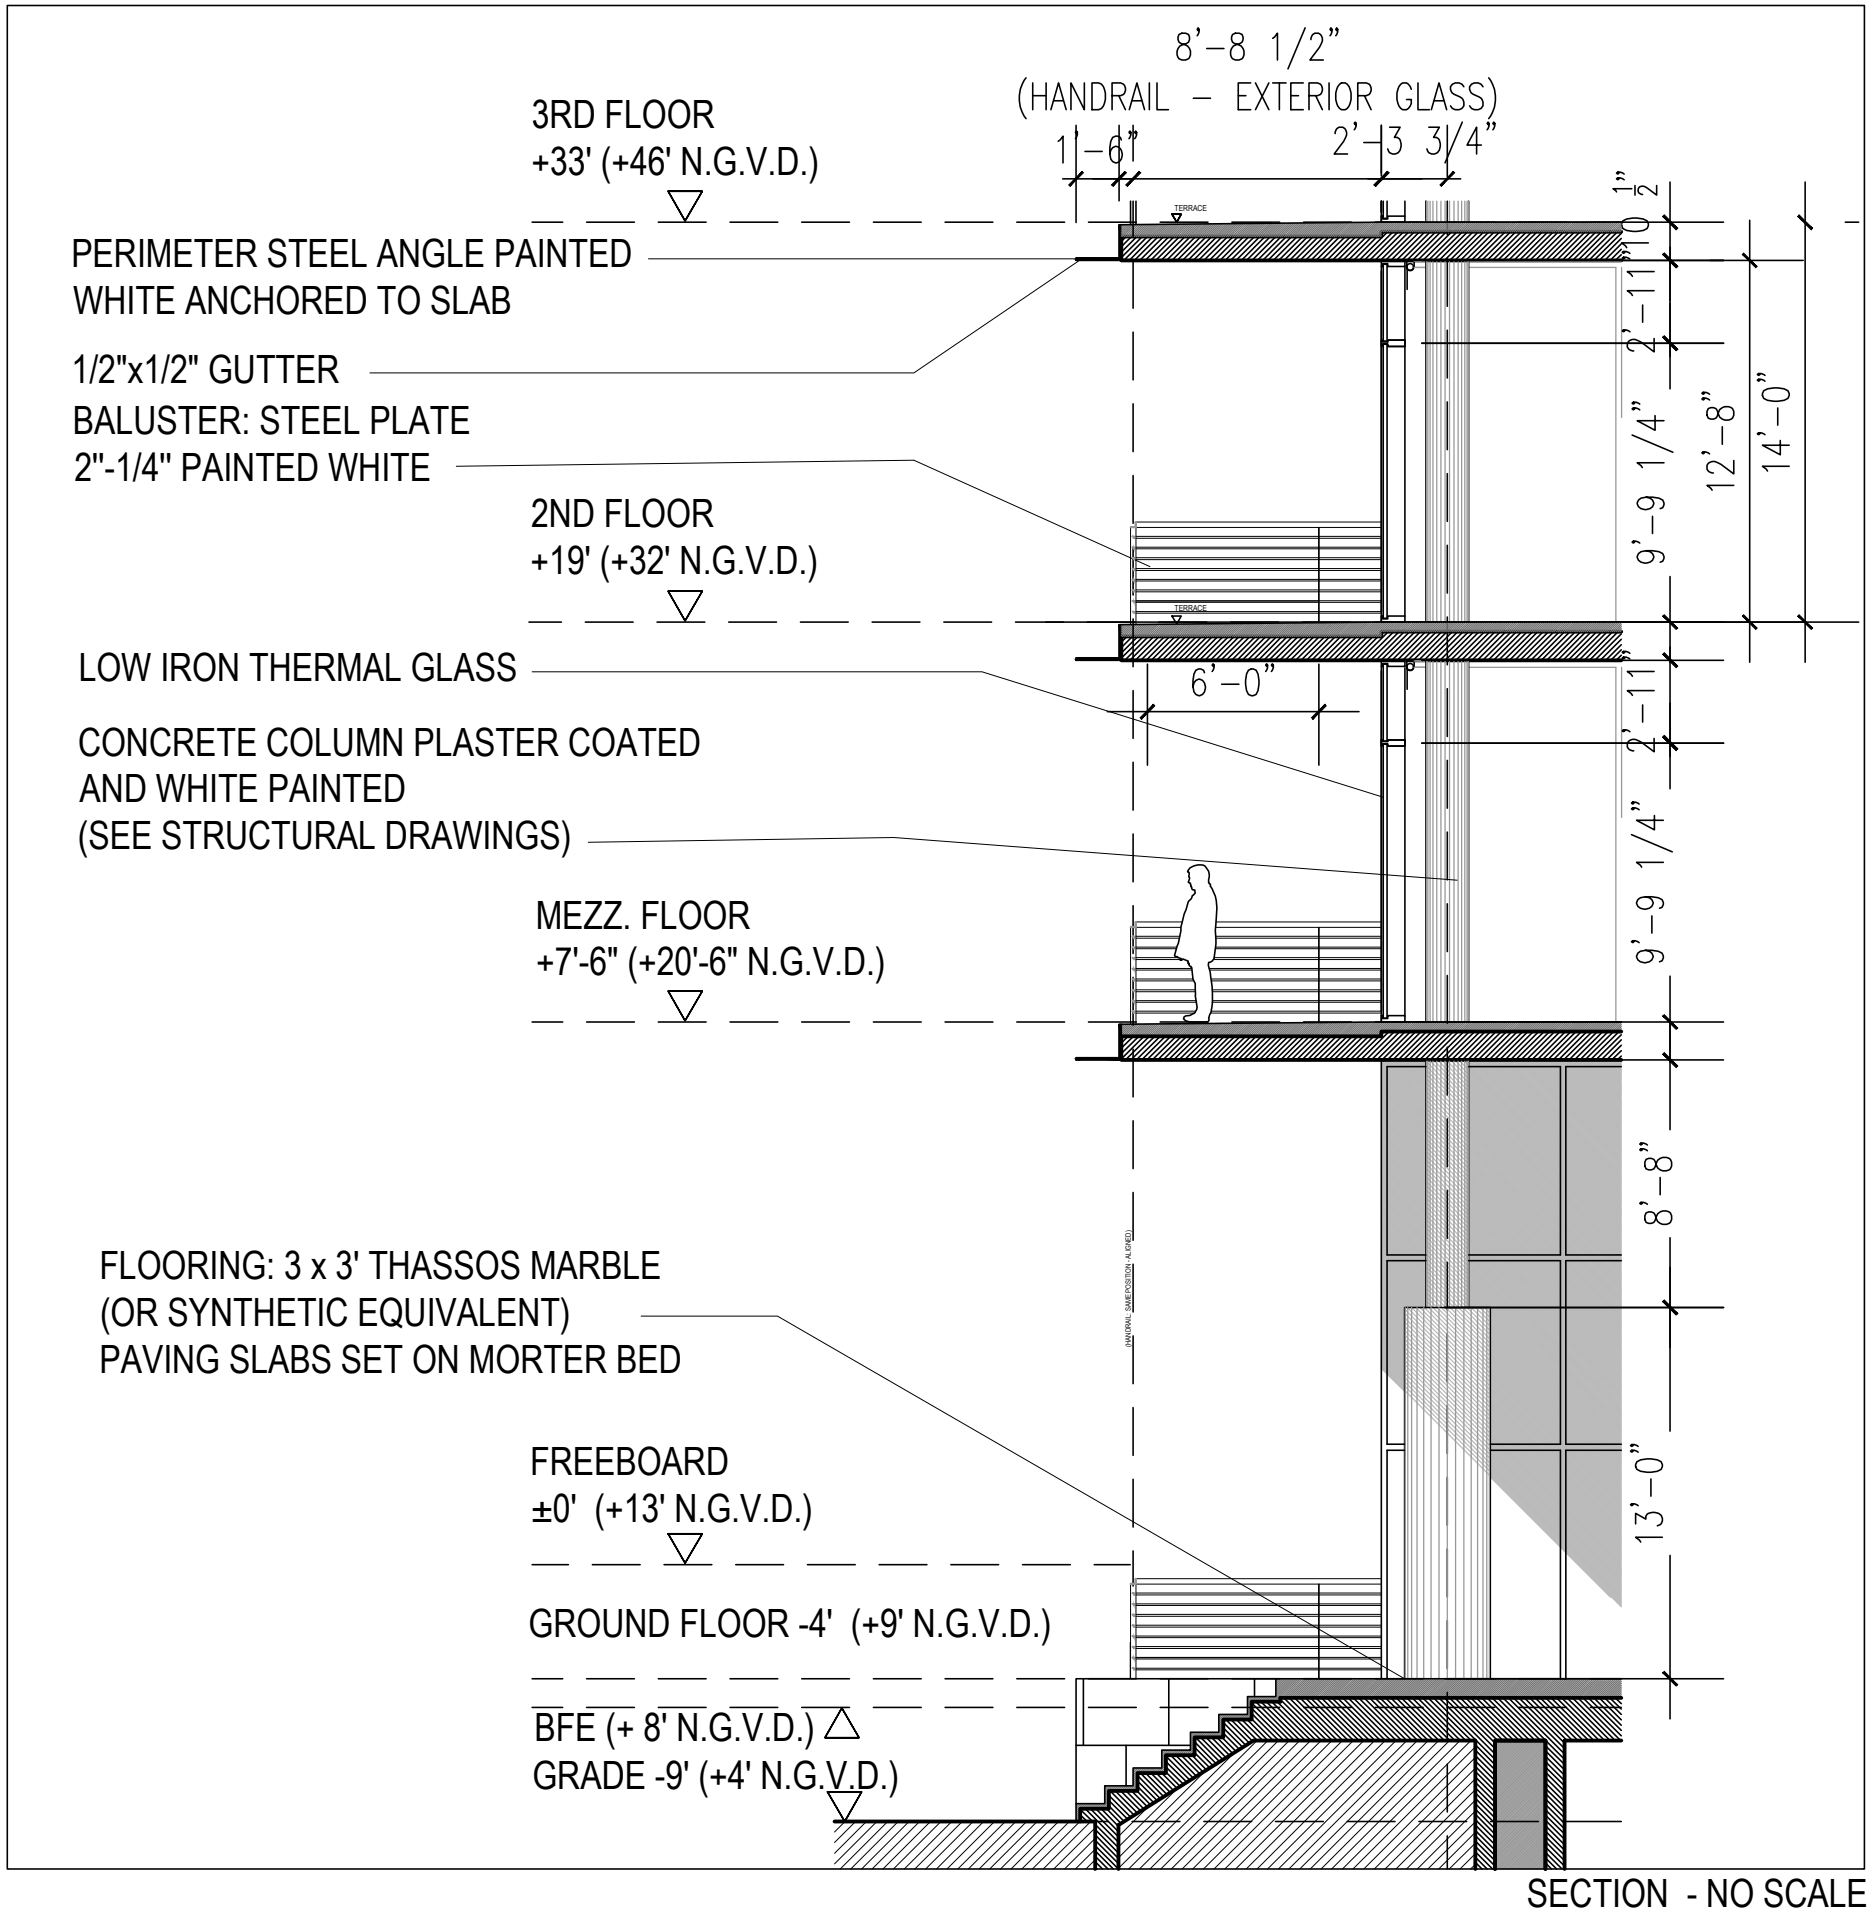 8'-8 1/2"
(HANDRAIL - EXTERIOR GLASS)
1'-6"
2'-3 3/4"
3RD FLOOR
+33' (+46' N.G.V.D.)
TERRACE
10 1/2"
PERIMETER STEEL ANGLE PAINTED
WHITE ANCHORED TO SLAB
2'-11"
1/2"x1/2" GUTTER
BALUSTER: STEEL PLATE
2"-1/4" PAINTED WHITE
9'-9 1/4"
12'-8"
14'-0"
2ND FLOOR
+19' (+32' N.G.V.D.)
TERRACE
LOW IRON THERMAL GLASS
6'-0"
2'-11"
CONCRETE COLUMN PLASTER COATED
AND WHITE PAINTED
(SEE STRUCTURAL DRAWINGS)
9'-9 1/4"
MEZZ. FLOOR
+7'-6" (+20'-6" N.G.V.D.)
8'-8"
FLOORING: 3 x 3' THASSOS MARBLE
(OR SYNTHETIC EQUIVALENT)
PAVING SLABS SET ON MORTER BED
(HANDRAIL: SAME POSITION - ALIGNED)
FREEBOARD
±0' (+13' N.G.V.D.)
13'-0"
GROUND FLOOR -4' (+9' N.G.V.D.)
BFE (+ 8' N.G.V.D.)
GRADE -9' (+4' N.G.V.D.)
SECTION - NO SCALE